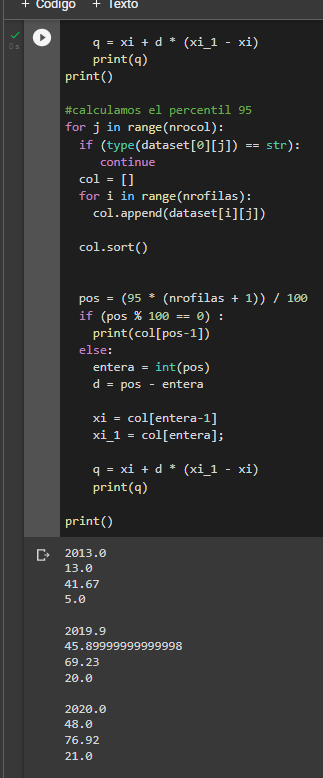 + Código + Texto
0 s
q = xi + d * (xi_1 - xi)
print(q)
print()
#calculamos el percentil 95
for j in range(nrocol):
if (type(dataset[0][j]) == str):
continue
col = []
for i in range(nrofilas):
col.append(dataset[i][j])
col.sort()
pos = (95 * (nrofilas + 1)) / 100
if (pos % 100 == 0) :
print(col[pos-1])
else:
entera = int(pos)
d = pos - entera
xi = col[entera-1]
xi_1 = col[entera];
q = xi + d * (xi_1 - xi)
print(q)
print()
2013.0
13.0
41.67
5.0
2019.9
45.89999999999998
69.23
20.0
2020.0
48.0
76.92
21.0